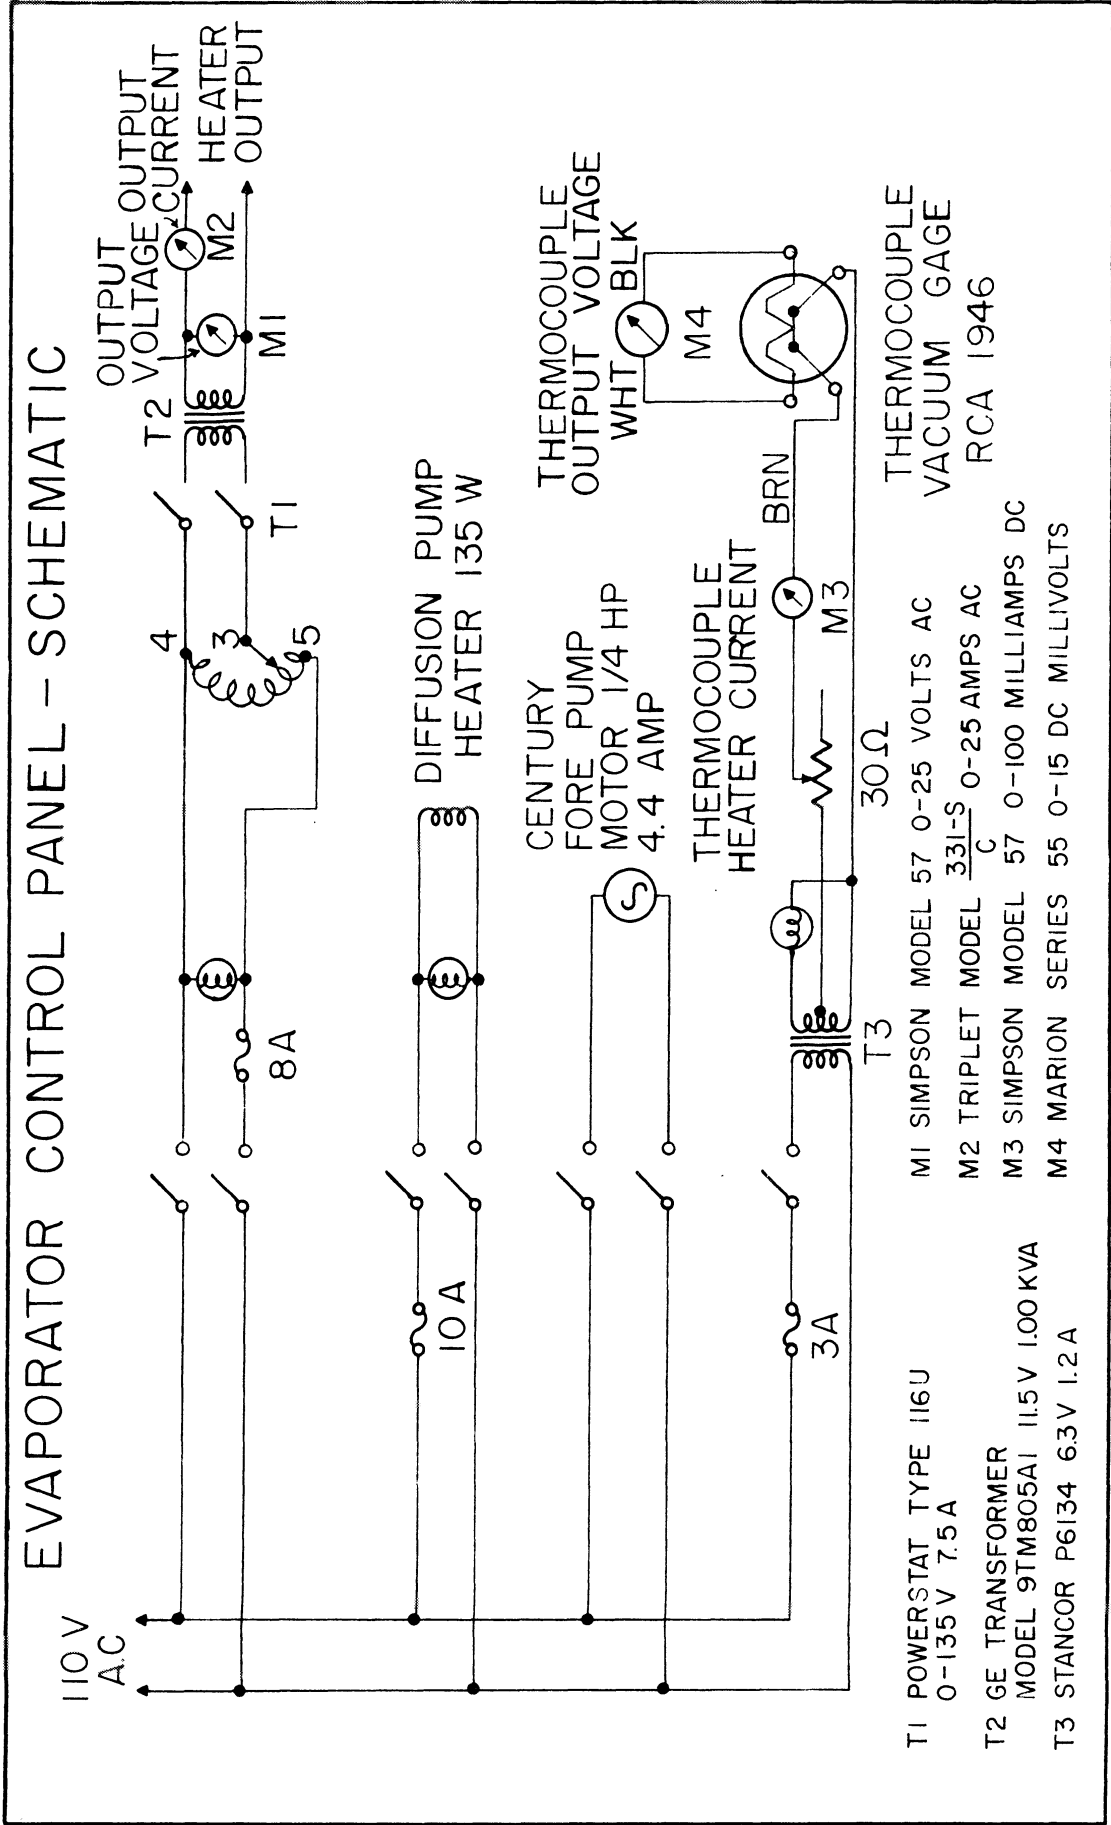 EVAPORATOR CONTROL PANEL - SCHEMATIC
110 V
A.C
8A
4
3
5
T1
T2
OUTPUT
VOLTAGE
M1
OUTPUT
CURRENT
M2
HEATER
OUTPUT
10 A
DIFFUSION PUMP
HEATER 135 W
CENTURY
FORE PUMP
MOTOR 1/4 HP
4.4 AMP
3A
T3
30Ω
THERMOCOUPLE
HEATER CURRENT
M3
BRN
THERMOCOUPLE
OUTPUT VOLTAGE
WHT BLK
M4
THERMOCOUPLE
VACUUM GAGE
RCA 1946
T1 POWERSTAT TYPE 116U
0-135 V 7.5 A
T2 GE TRANSFORMER
MODEL 9TM805A1 11.5 V 1.00 KVA
T3 STANCOR P6134 6.3 V 1.2 A
M1 SIMPSON MODEL 57 0-25 VOLTS AC
M2 TRIPLET MODEL 331-S/C 0-25 AMPS AC
M3 SIMPSON MODEL 57 0-100 MILLIAMPS DC
M4 MARION SERIES 55 0-15 DC MILLIVOLTS